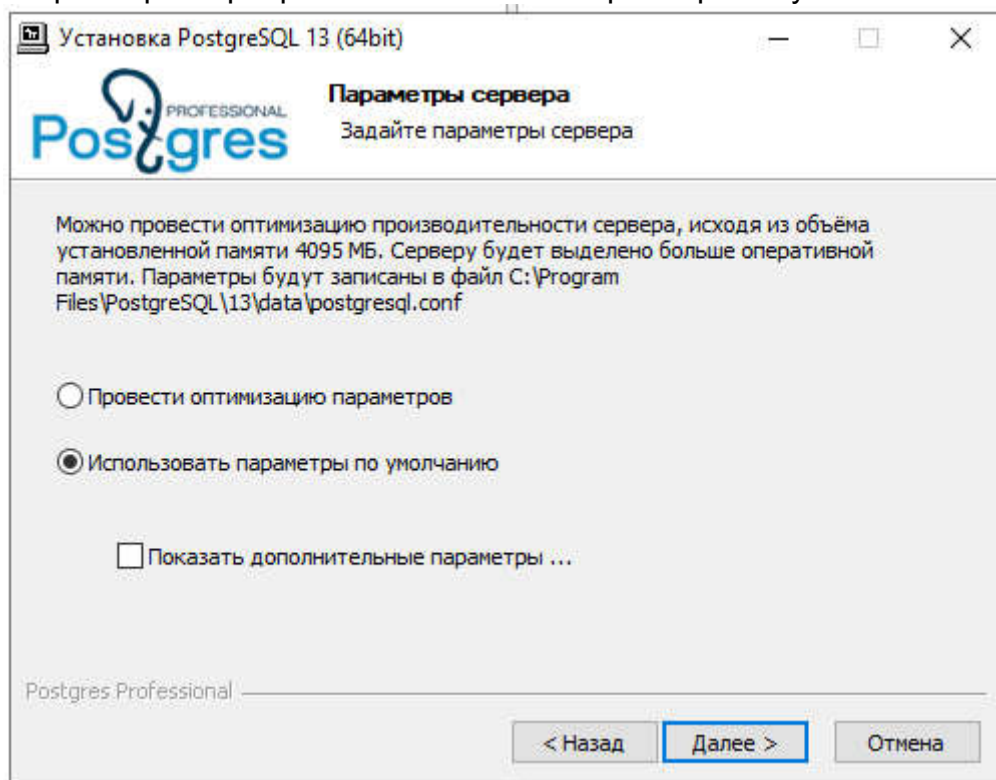 Установка PostgreSQL 13 (64bit)
PROFESSIONAL
Postgres
Параметры сервера
Задайте параметры сервера
Можно провести оптимизацию производительности сервера, исходя из объёма
установленной памяти 4095 МБ. Серверу будет выделено больше оперативной
памяти. Параметры будут записаны в файл C:\Program
Files\PostgreSQL\13\data\postgresql.conf
Провести оптимизацию параметров
Использовать параметры по умолчанию
Показать дополнительные параметры ...
Postgres Professional
< Назад
Далее >
Отмена